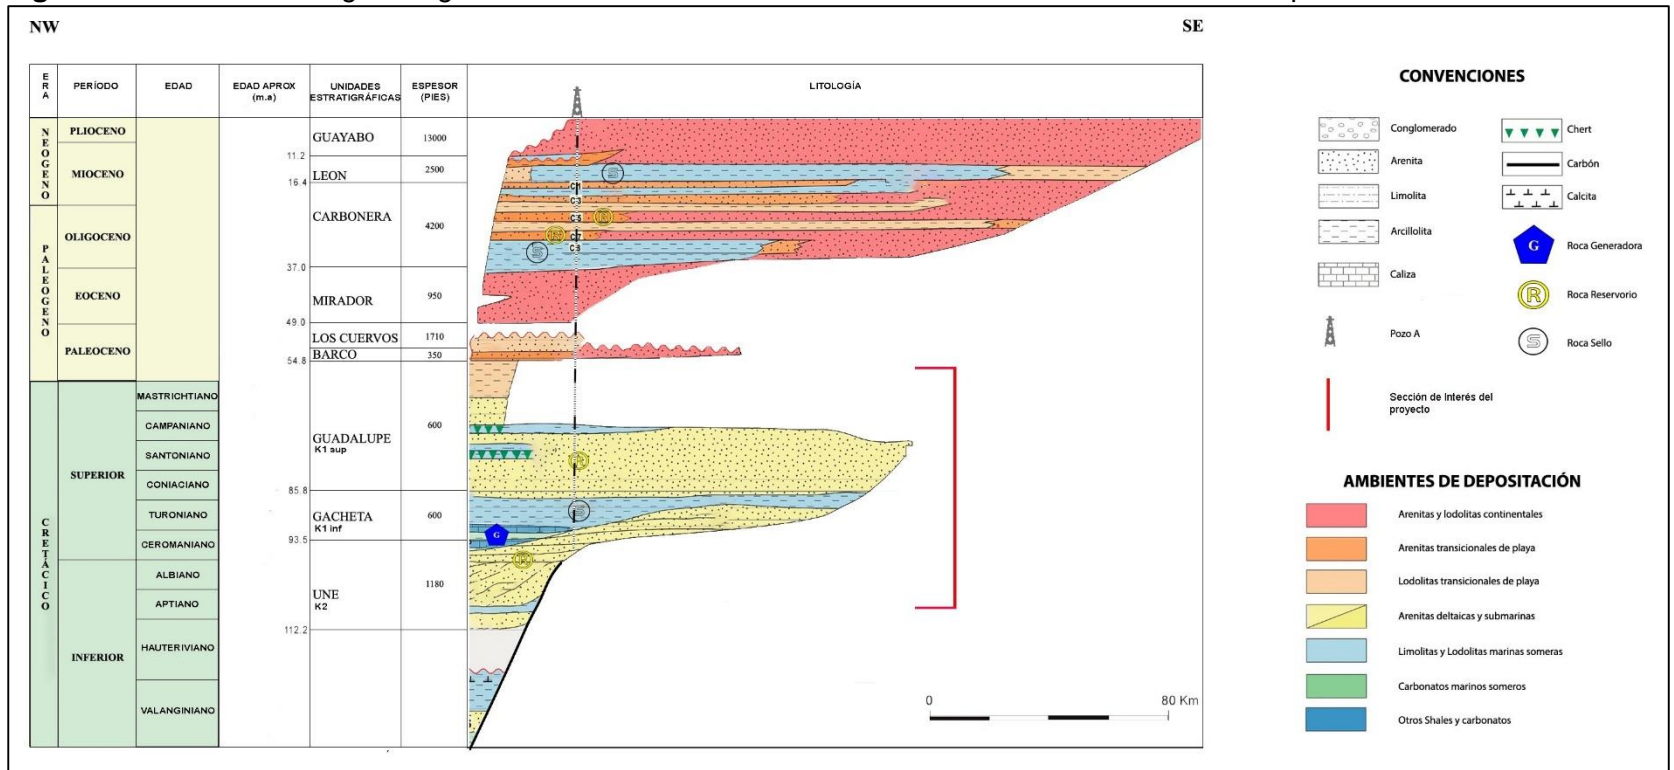 NW
SE
ERA
PERÍODO
EDAD
EDAD APROX (m.a)
UNIDADES ESTRATIGRÁFICAS
ESPESOR (PIES)
LITOLOGÍA
NEOGENO
PLIOCENO
MIOCENO
PALEOGENO
OLIGOCENO
EOCENO
PALEOCENO
CRETÁCICO
SUPERIOR
INFERIOR
MASTRICHTIANO
CAMPANIANO
SANTONIANO
CONIACIANO
TURONIANO
CEROMANIANO
ALBIANO
APTIANO
HAUTERIVIANO
VALANGINIANO
11.2
16.4
37.0
49.0
54.8
85.8
93.5
112.2
GUAYABO
13000
LEON
2500
CARBONERA
4200
MIRADOR
950
LOS CUERVOS
1710
BARCO
350
GUADALUPE
K1 sup
600
GACHETA
K1 inf
600
UNE
K2
1180
S
C1
C3
C5
R
C7
R
C8
S
R
S
G
R
0
80 Km
CONVENCIONES
Conglomerado
Arenita
Limolita
Arcillolita
Caliza
Pozo A
Sección de Interés del
proyecto
Chert
Carbón
Calcita
G
Roca Generadora
R
Roca Reservorio
S
Roca Sello
AMBIENTES DE DEPOSITACIÓN
Arenitas y lodolitas continentales
Arenitas transicionales de playa
Lodolitas transicionales de playa
Arenitas deltaicas y submarinas
Limolitas y Lodolitas marinas someras
Carbonatos marinos someros
Otros Shales y carbonatos